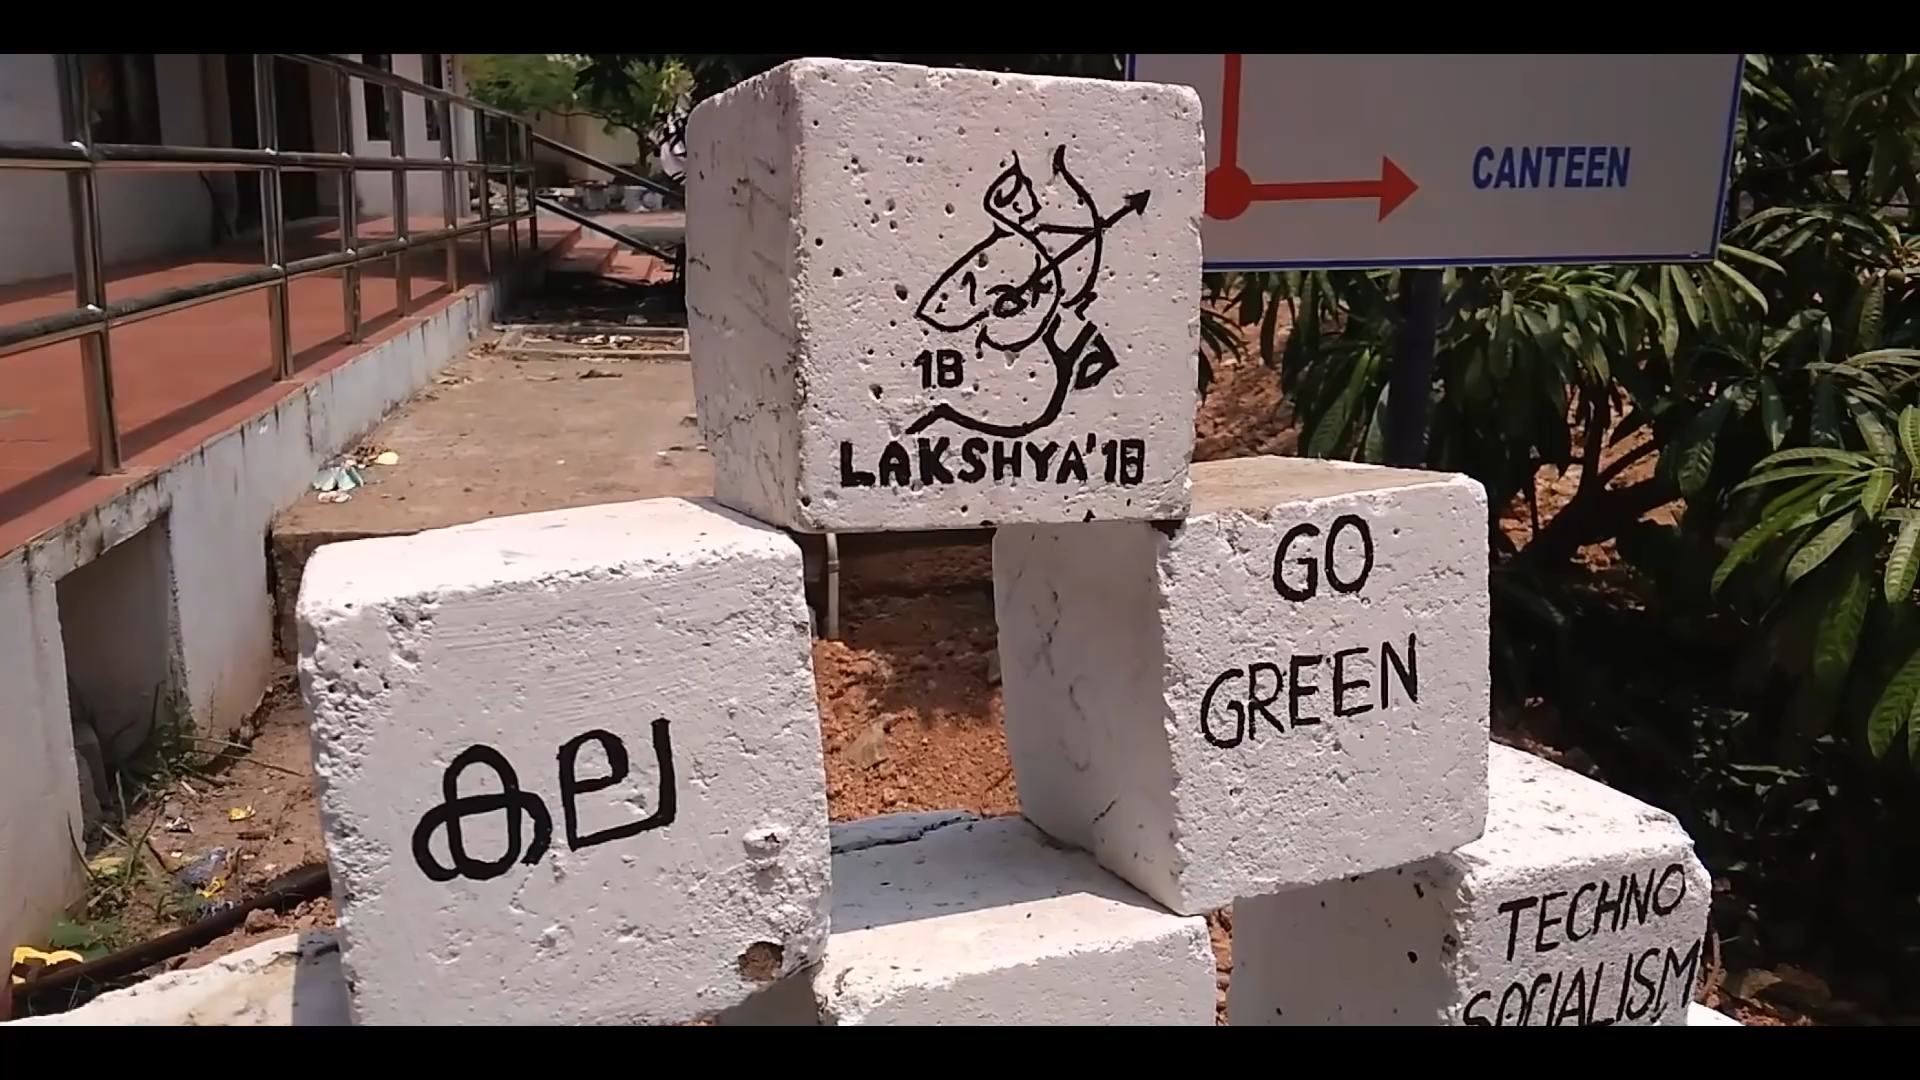 CANTEEN
18
LAKSHYA'18
GO
GREEN
കല
TECHNO
SOCIALISM